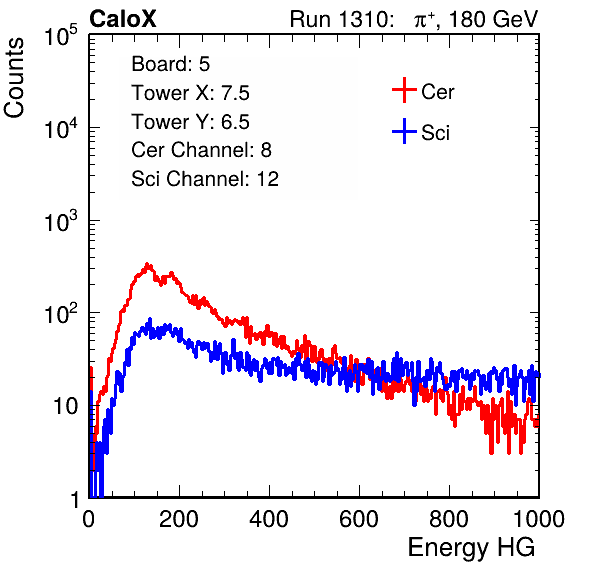 CaloX Run 1310: π⁺, 180 GeV
Counts
10⁵
10⁴
10³
10²
10
1
Board: 5
Tower X: 7.5
Tower Y: 6.5
Cer Channel: 8
Sci Channel: 12
Cer
Sci
0 200 400 600 800 1000
Energy HG